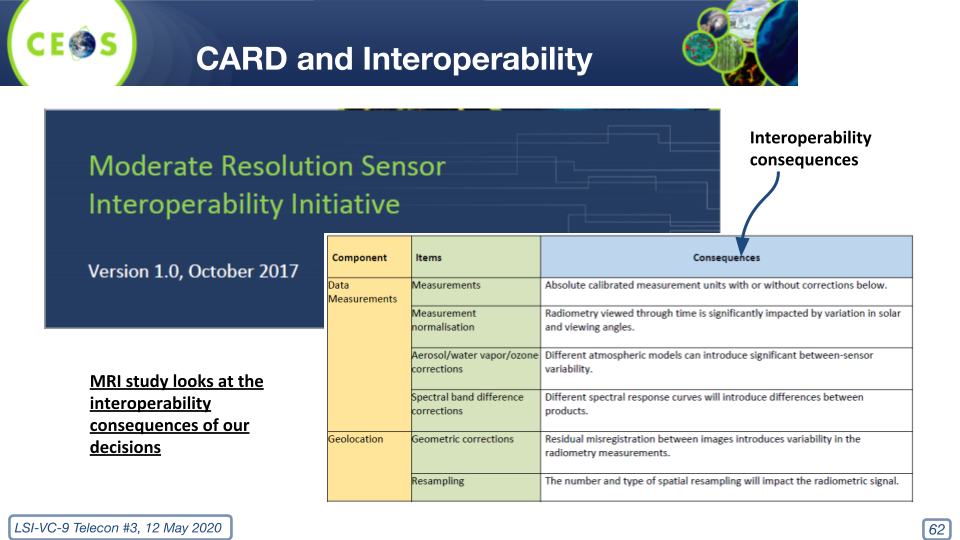 CEOS
CARD and Interoperability
Moderate Resolution Sensor
Interoperability Initiative
Version 1.0, October 2017
Interoperability
consequences
Component Items Consequences
Data Measurements Absolute calibrated measurement units with or without corrections below.
Measurements
Measurement Radiometry viewed through time is significantly impacted by variation in solar
normalisation and viewing angles.
Aerosol/water vapor/ozone Different atmospheric models can introduce significant between-sensor
corrections variability.
Spectral band difference Different spectral response curves will introduce differences between
corrections products.
Geolocation Geometric corrections Residual misregistration between images introduces variability in the
radiometry measurements.
Resampling The number and type of spatial resampling will impact the radiometric signal.
MRI study looks at the
interoperability
consequences of our
decisions
LSI-VC-9 Telecon #3, 12 May 2020
62